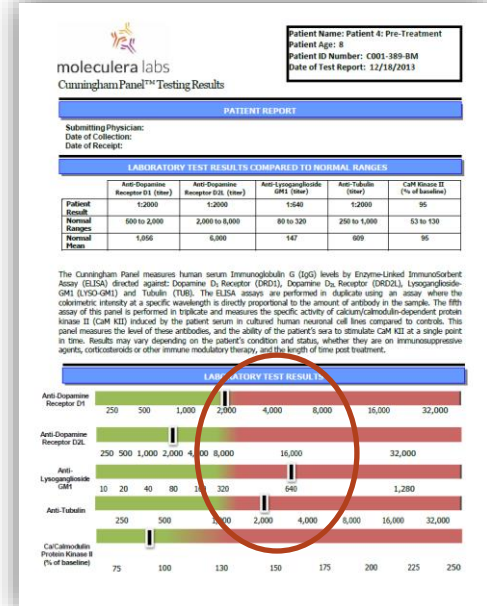 moleculera labs
Cunningham Panel™ Testing Results
Patient Name: Patient 4: Pre-Treatment
Patient Age: 8
Patient ID Number: C001-389-BM
Date of Test Report: 12/18/2013
PATIENT REPORT
Submitting Physician:
Date of Collection:
Date of Receipt:
LABORATORY TEST RESULTS COMPARED TO NORMAL RANGES
Anti-Dopamine Receptor D1 (titer) Anti-Dopamine Receptor D2L (titer) Anti-Lysoganglioside GM1 (titer) Anti-Tubulin (titer) CaM Kinase II (% of baseline)
Patient Result 1:2000 1:2000 1:640 1:2000 95
Normal Ranges 500 to 2,000 2,000 to 8,000 80 to 320 250 to 1,000 53 to 130
Normal Mean 1,056 6,000 147 609 95
The Cunningham Panel measures human serum Immunoglobulin G (IgG) levels by Enzyme-Linked ImmunoSorbent
Assay (ELISA) directed against: Dopamine D1 Receptor (DRD1), Dopamine D2L Receptor (DRD2L), Lysoganglioside-
GM1 (LYSO-GM1) and Tubulin (TUB). The ELISA assays are performed in duplicate using an assay where the
colorimetric intensity at a specific wavelength is directly proportional to the amount of antibody in the sample. The fifth
assay of this panel is performed in triplicate and measures the specific activity of calcium/calmodulin-dependent protein
kinase II (CaM KII) induced by the patient serum in cultured human neuronal cell lines compared to controls. This
panel measures the level of these antibodies, and the ability of the patient's sera to stimulate CaM KII at a single point
in time. Results may vary depending on the patient's condition and status, whether they are on immunosuppressive
agents, corticosteroids or other immune modulatory therapy, and the length of time post treatment.
LABORATORY TEST RESULTS
Anti-Dopamine
Receptor D1
250 500 1,000 2,000 4,000 8,000 16,000 32,000
Anti-Dopamine
Receptor D2L
250 500 1,000 2,000 4,000 8,000 16,000 32,000
Anti-
Lysoganglioside
GM1
10 20 40 80 160 320 640 1,280
Anti-Tubulin
250 500 1,000 2,000 4,000 8,000 16,000 32,000
Ca/Calmodulin
Protein Kinase II
(% of baseline)
75 100 130 150 175 200 225 250